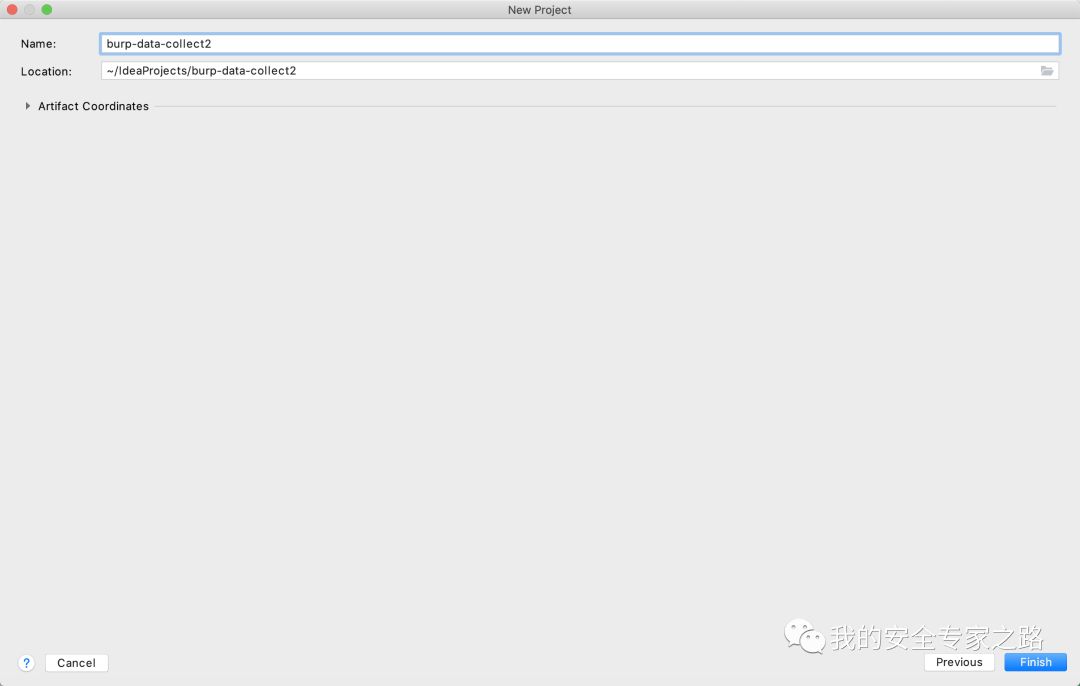 New Project
Name:
burp-data-collect2
Location:
~/IdeaProjects/burp-data-collect2
Artifact Coordinates
我的安全专家之路
?
Cancel
Previous
Finish